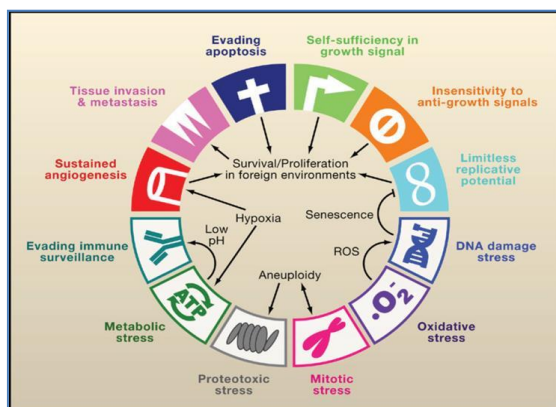 Evading
apoptosis
Self-sufficiency in
growth signal
Tissue invasion
& metastasis
Insensitivity to
anti-growth signals
Sustained
angiogenesis
Survival/Proliferation
in foreign environments
Limitless
replicative
potential
Hypoxia
Senescence
Evading immune
surveillance
Low
pH
ROS
DNA damage
stress
Aneuploidy
ATP
•O₂⁻
Metabolic
stress
Oxidative
stress
Proteotoxic
stress
Mitotic
stress